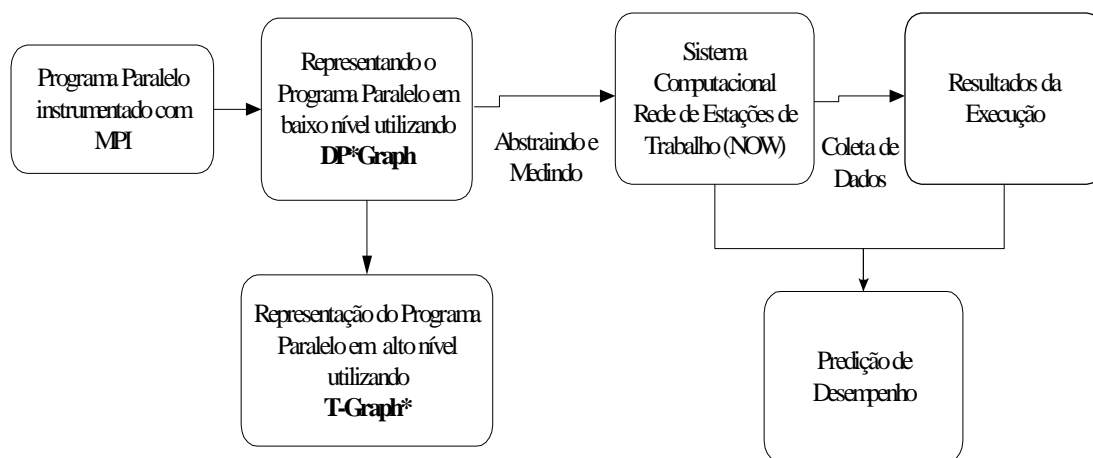 Programa Paralelo
instrumentado com
MPI
Representando o
Programa Paralelo em
baixo nível utilizando
DP*Graph
Abstraindo e
Medindo
Sistema
Computacional
Rede de Estações de
Trabalho (NOW)
Coleta de
Dados
Resultados da
Execução
Representação do Programa
Paralelo em alto nível
utilizando
T-Graph*
Predição de
Desempenho